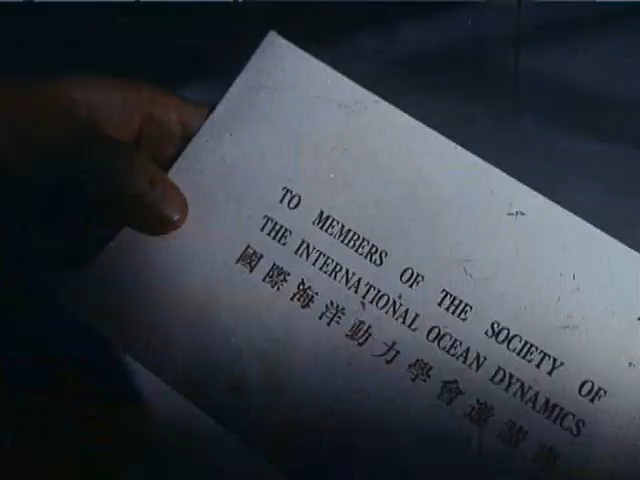 TO MEMBERS OF THE SOCIETY OF
THE INTERNATIONAL OCEAN DYNAMICS
國際海洋動力學會邀請書